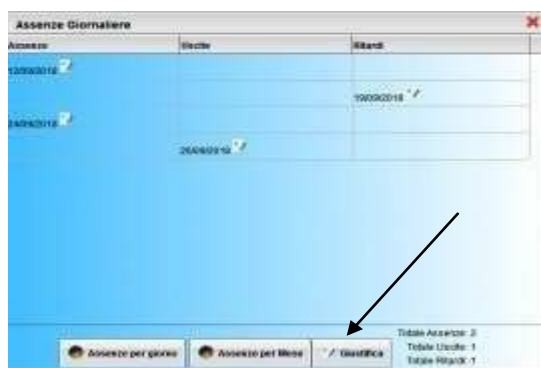 Assenze Giornaliere
Assenze Uscite Ritardi
12/09/2018
19/09/2018
24/09/2018
26/09/2018
Assenze per giorno Assenze per Mese Giustifica
Totale Assenze: 2
Totale Uscite: 1
Totale Ritardi: 1